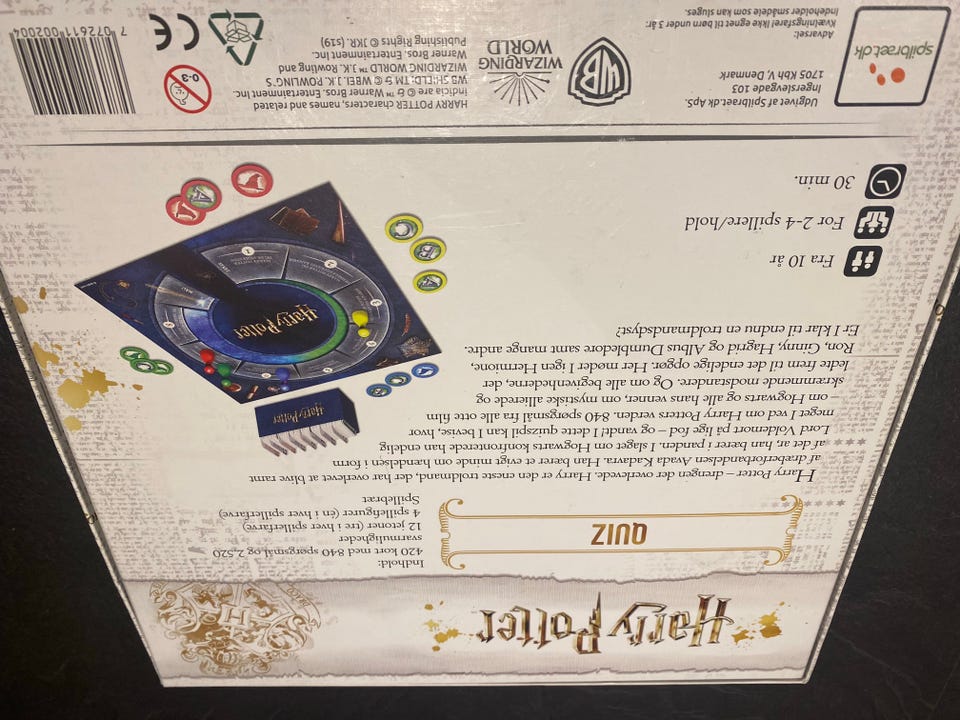 Harry Potter
QUIZ
Indhold:
420 kort med 840 spørgsmål og 2.520
svarmuligheder
12 jetoner (tre i hver spillerfarve)
4 spillefigurer (én i hver spillerfarve)
Spillebræt
Harry Potter – drengen der overlevede. Harry er den eneste troldmand, der har overlevet at blive ramt
af dræberforbandelsen Avada Kadavra. Han bærer et evigt minde om hændelsen i form
af det ar, han bærer i panden. I slaget om Hogwarts konfronterede han endelig
Lord Voldemort på lige fod – og vandt! I dette quizspil kan I bevise, hvor
meget I ved om Harry Potters verden. 840 spørgsmål fra alle otte film
– om Hogwarts og alle hans venner, om mystiske allierede og
skræmmende modstandere. Og om alle begivenhederne, der
ledte frem til det endelige opgør. Her møder I igen Hermione,
Ron, Ginny, Hagrid og Albus Dumbledore samt mange andre.
Er I klar til endnu en troldmandsdyst?
Harry Potter
Harry Potter
Fra 10 år
For 2-4 spillere/hold
30 min.
spilbraet.dk
Udgivet af Spilbraet.dk ApS.
Ingerslevgade 103
1705 Kbh V, Denmark
Advarsel:
Kvælningsfare! Ikke egnet til børn under 3 år.
Indeholder smådele som kan sluges.
WB
WIZARDING
WORLD
HARRY POTTER characters, names and related
indicia are © & ™ Warner Bros. Entertainment Inc.
WB SHIELD: TM & © WBEI. J.K. ROWLING'S
WIZARDING WORLD ™ J.K. Rowling and
Warner Bros. Entertainment Inc.
Publishing Rights © JKR. (s19)
0-3
CE
7 072611 002004